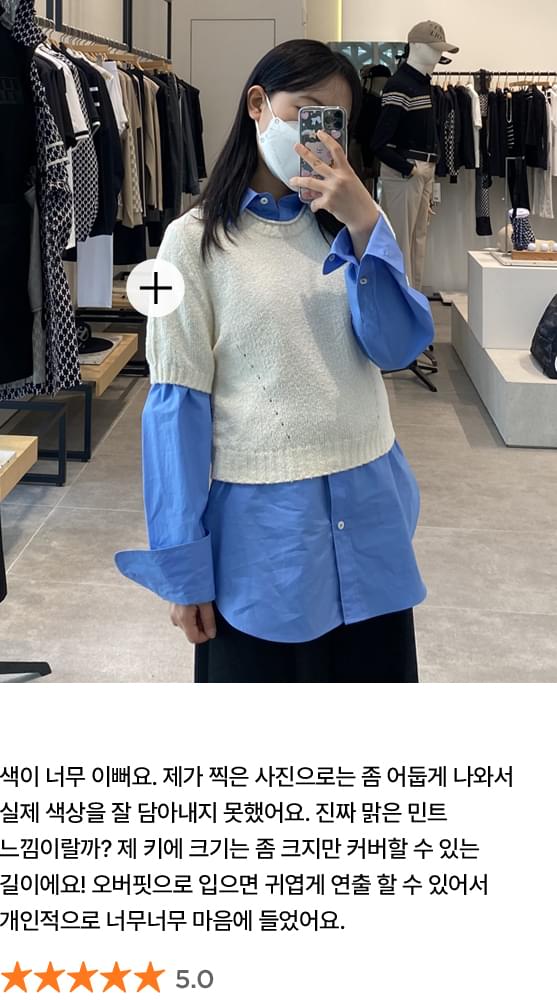 색이 너무 이뻐요. 제가 찍은 사진으로는 좀 어둡게 나와서
실제 색상을 잘 담아내지 못했어요. 진짜 맑은 민트
느낌이랄까? 제 키에 크기는 좀 크지만 커버할 수 있는
길이에요! 오버핏으로 입으면 귀엽게 연출 할 수 있어서
개인적으로 너무너무 마음에 들었어요.
5.0